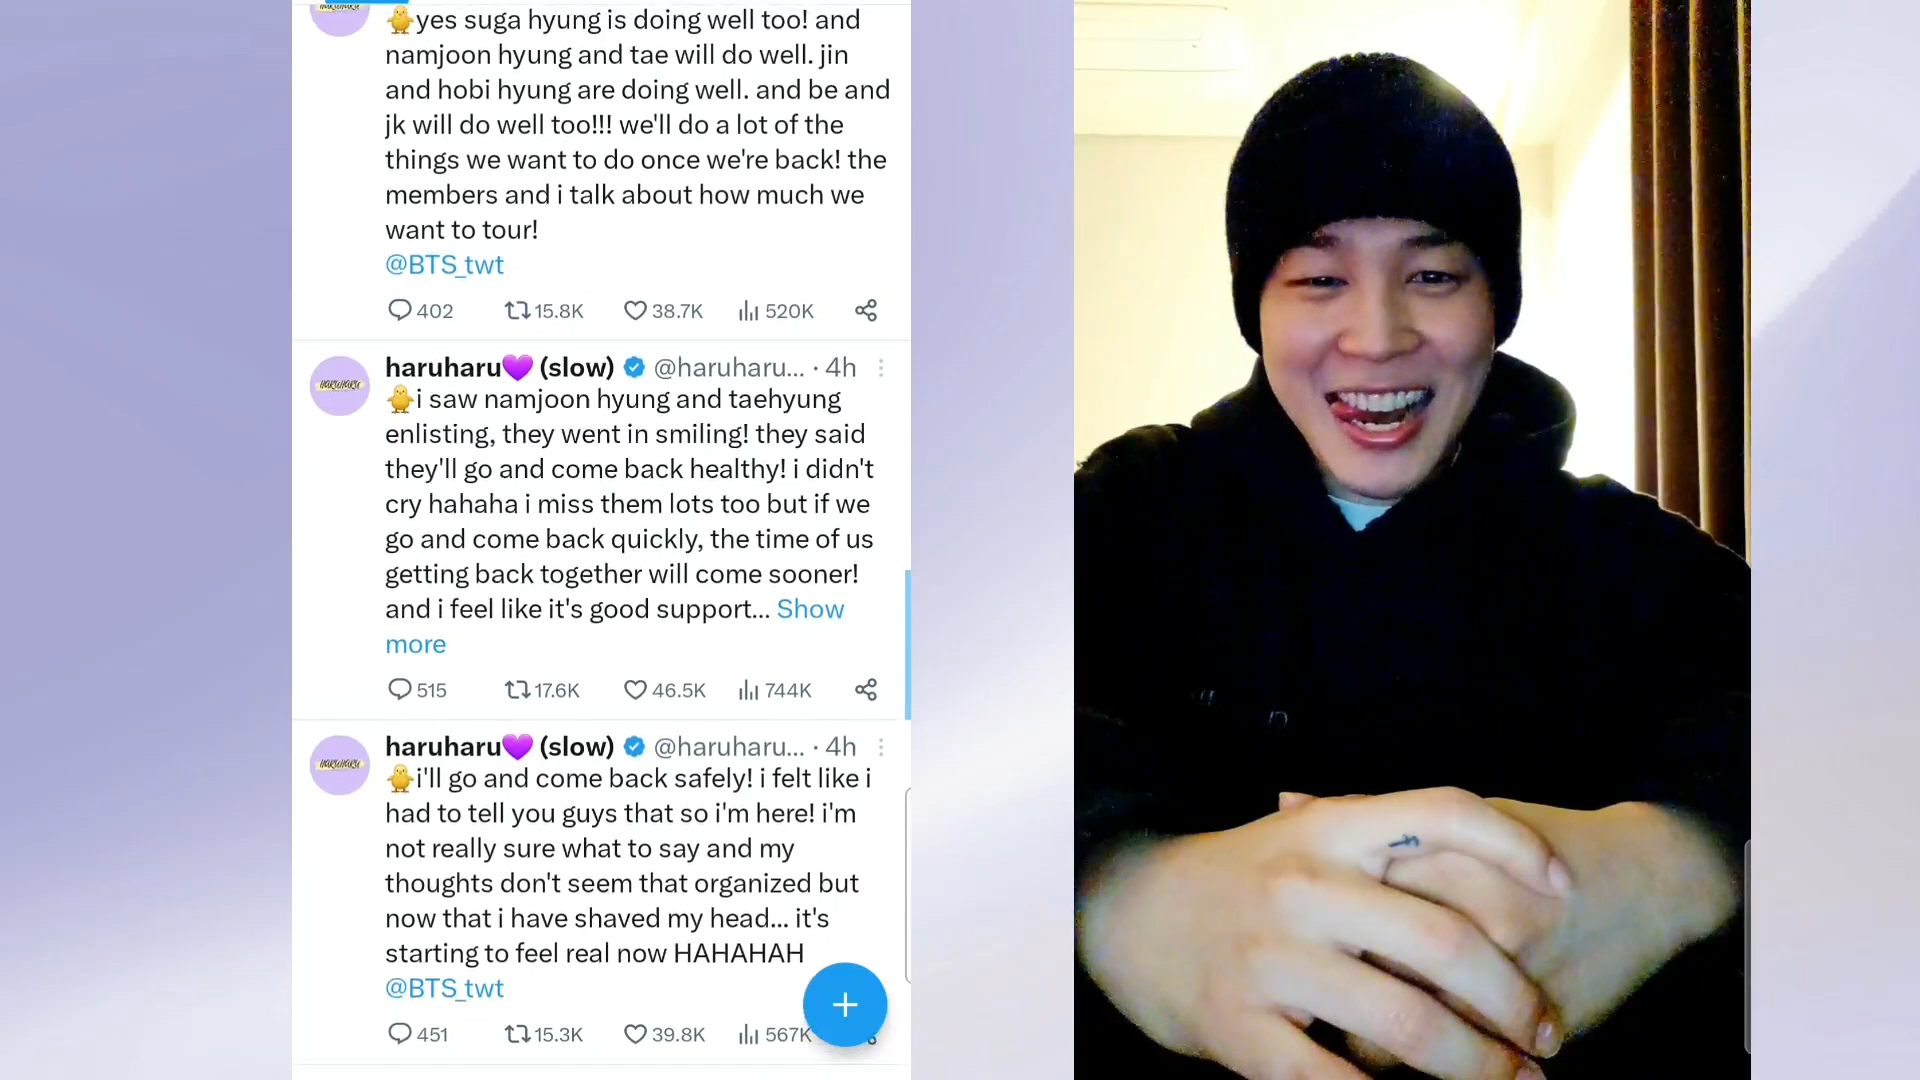 🐥yes suga hyung is doing well too! and
namjoon hyung and tae will do well. jin
and hobi hyung are doing well. and be and
jk will do well too!!! we'll do a lot of the
things we want to do once we're back! the
members and i talk about how much we
want to tour!
@BTS_twt
402 15.8K 38.7K 520K
haruharu💜 (slow) @haruharu... · 4h
🐥i saw namjoon hyung and taehyung
enlisting, they went in smiling! they said
they'll go and come back healthy! i didn't
cry hahaha i miss them lots too but if we
go and come back quickly, the time of us
getting back together will come sooner!
and i feel like it's good support... Show
more
515 17.6K 46.5K 744K
haruharu💜 (slow) @haruharu... · 4h
🐥i'll go and come back safely! i felt like i
had to tell you guys that so i'm here! i'm
not really sure what to say and my
thoughts don't seem that organized but
now that i have shaved my head... it's
starting to feel real now HAHAHAH
@BTS_twt
451 15.3K 39.8K 567K